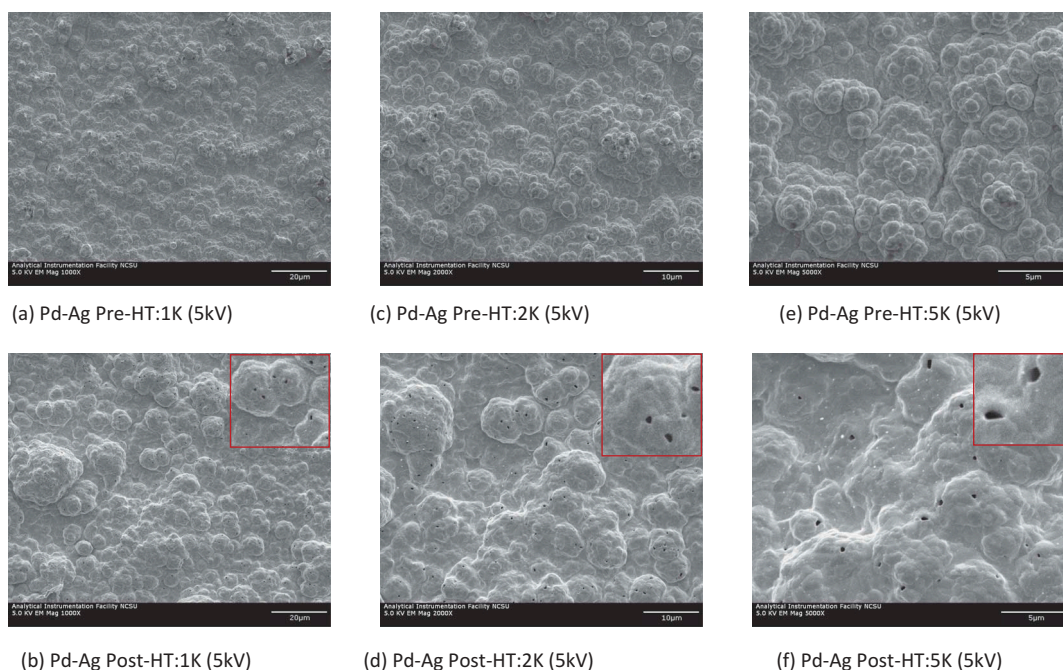 Analytical Instrumentation Facility NCSU
5.0 KV EM Mag 1000X
20μm
Analytical Instrumentation Facility NCSU
5.0 KV EM Mag 2000X
10μm
Analytical Instrumentation Facility NCSU
5.0 KV EM Mag 5000X
5μm
(a) Pd-Ag Pre-HT:1K (5kV)
(c) Pd-Ag Pre-HT:2K (5kV)
(e) Pd-Ag Pre-HT:5K (5kV)
Analytical Instrumentation Facility NCSU
5.0 KV EM Mag 1000X
20μm
Analytical Instrumentation Facility NCSU
5.0 KV EM Mag 2000X
10μm
Analytical Instrumentation Facility NCSU
5.0 KV EM Mag 5000X
5μm
(b) Pd-Ag Post-HT:1K (5kV)
(d) Pd-Ag Post-HT:2K (5kV)
(f) Pd-Ag Post-HT:5K (5kV)